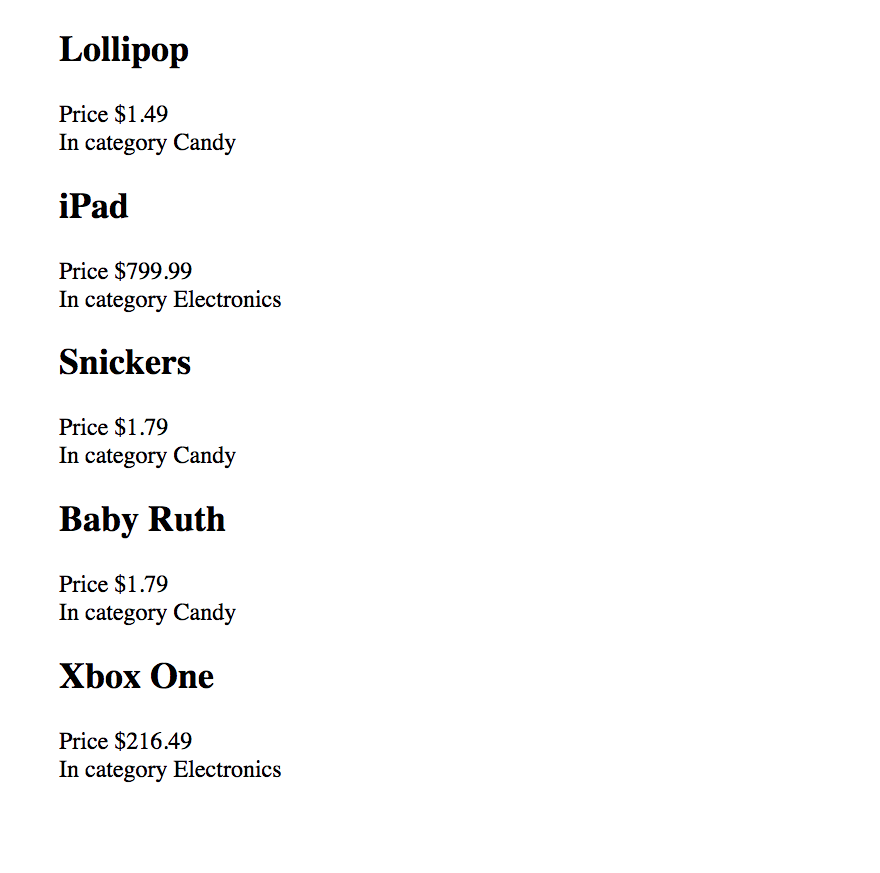 Lollipop
Price $1.49
In category Candy
iPad
Price $799.99
In category Electronics
Snickers
Price $1.79
In category Candy
Baby Ruth
Price $1.79
In category Candy
Xbox One
Price $216.49
In category Electronics